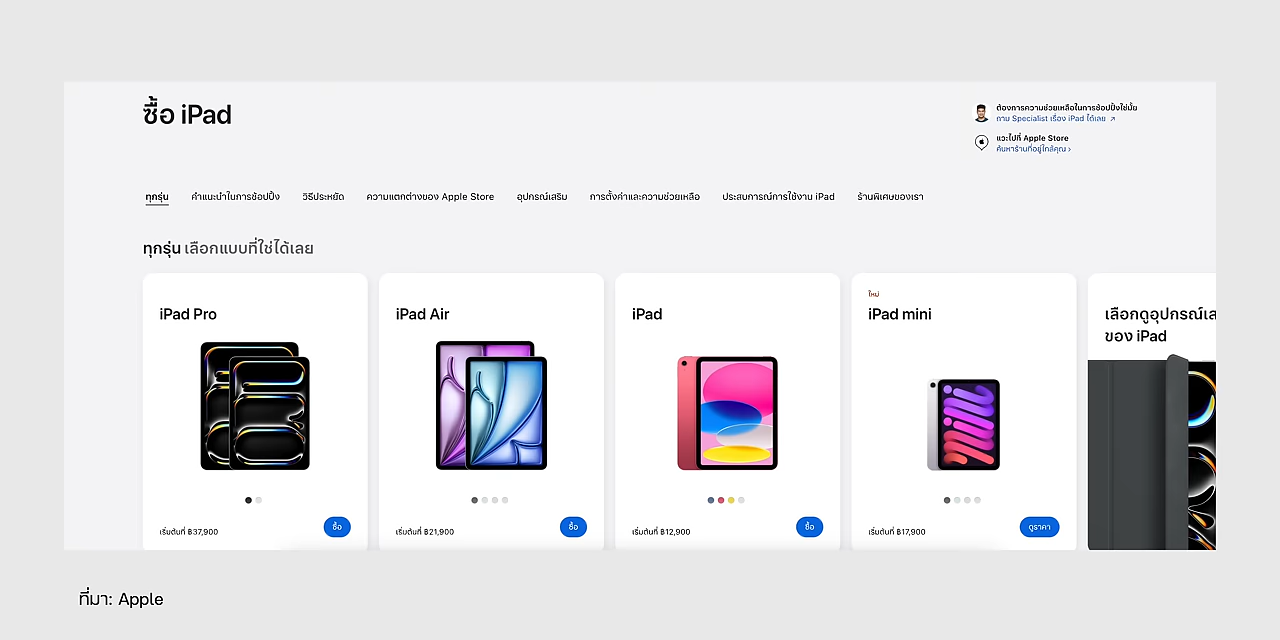 ซื้อ iPad
ต้องการความช่วยเหลือในการช้อปปิ้งใช่มั้ย
ถาม Specialist เรื่อง iPad ได้เลย ↗
แวะไปที่ Apple Store
ค้นหาร้านที่อยู่ใกล้คุณ ›
ทุกรุ่น คำแนะนำในการช้อปปิ้ง วิธีประหยัด ความแตกต่างของ Apple Store อุปกรณ์เสริม การตั้งค่าและความช่วยเหลือ ประสบการณ์การใช้งาน iPad ร้านพิเศษของเรา
ทุกรุ่น เลือกแบบที่ใช่ได้เลย
iPad Pro
เริ่มต้นที่ ฿37,900
ซื้อ
iPad Air
เริ่มต้นที่ ฿21,900
ซื้อ
iPad
เริ่มต้นที่ ฿12,900
ซื้อ
ใหม่
iPad mini
เริ่มต้นที่ ฿17,900
ดูราคา
เลือกดูอุปกรณ์เส
ของ iPad
ที่มา: Apple